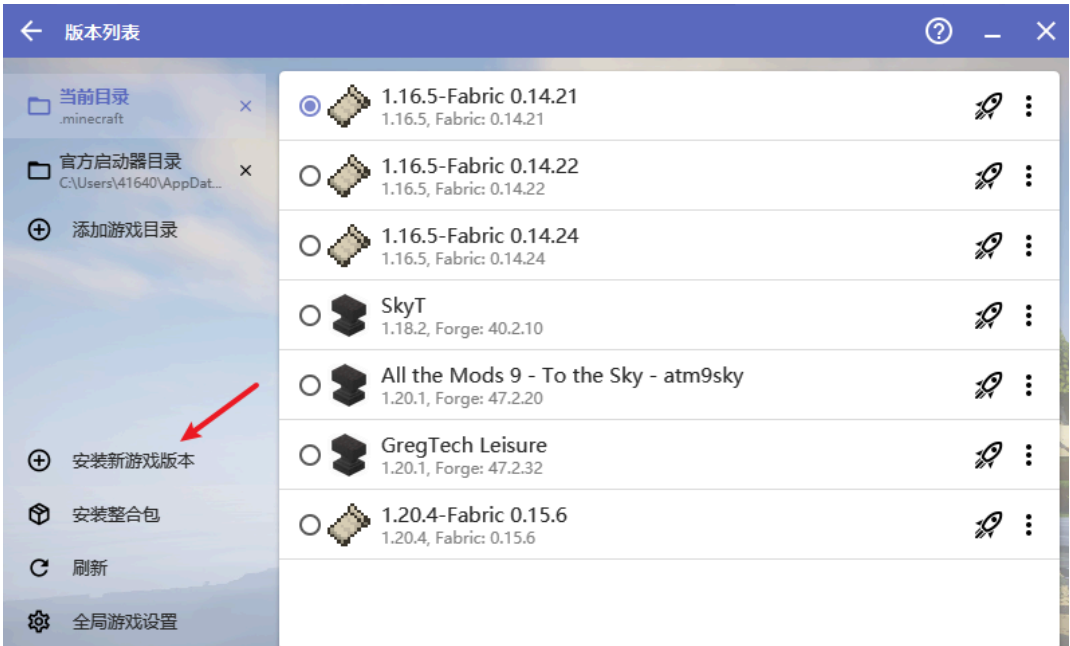 版本列表
当前目录
.minecraft
官方启动器目录
C:\Users\41640\AppDat...
添加游戏目录
安装新游戏版本
安装整合包
刷新
全局游戏设置
1.16.5-Fabric 0.14.21
1.16.5, Fabric: 0.14.21
1.16.5-Fabric 0.14.22
1.16.5, Fabric: 0.14.22
1.16.5-Fabric 0.14.24
1.16.5, Fabric: 0.14.24
SkyT
1.18.2, Forge: 40.2.10
All the Mods 9 - To the Sky - atm9sky
1.20.1, Forge: 47.2.20
GregTech Leisure
1.20.1, Forge: 47.2.32
1.20.4-Fabric 0.15.6
1.20.4, Fabric: 0.15.6